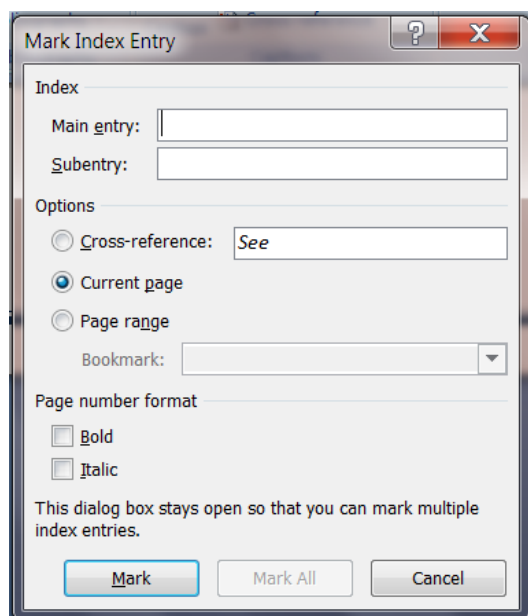 Mark Index Entry
?
X
Index
Main entry:
Subentry:
Options
Cross-reference: See
Current page
Page range
Bookmark:
Page number format
Bold
Italic
This dialog box stays open so that you can mark multiple
index entries.
Mark Mark All Cancel